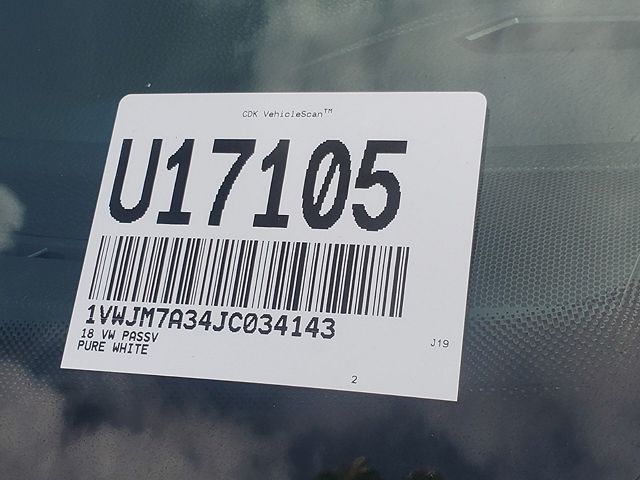 CDK VehicleScan™
U17105
1VWJM7A34JC034143
18 VW PASSV
PURE WHITE
J19
2